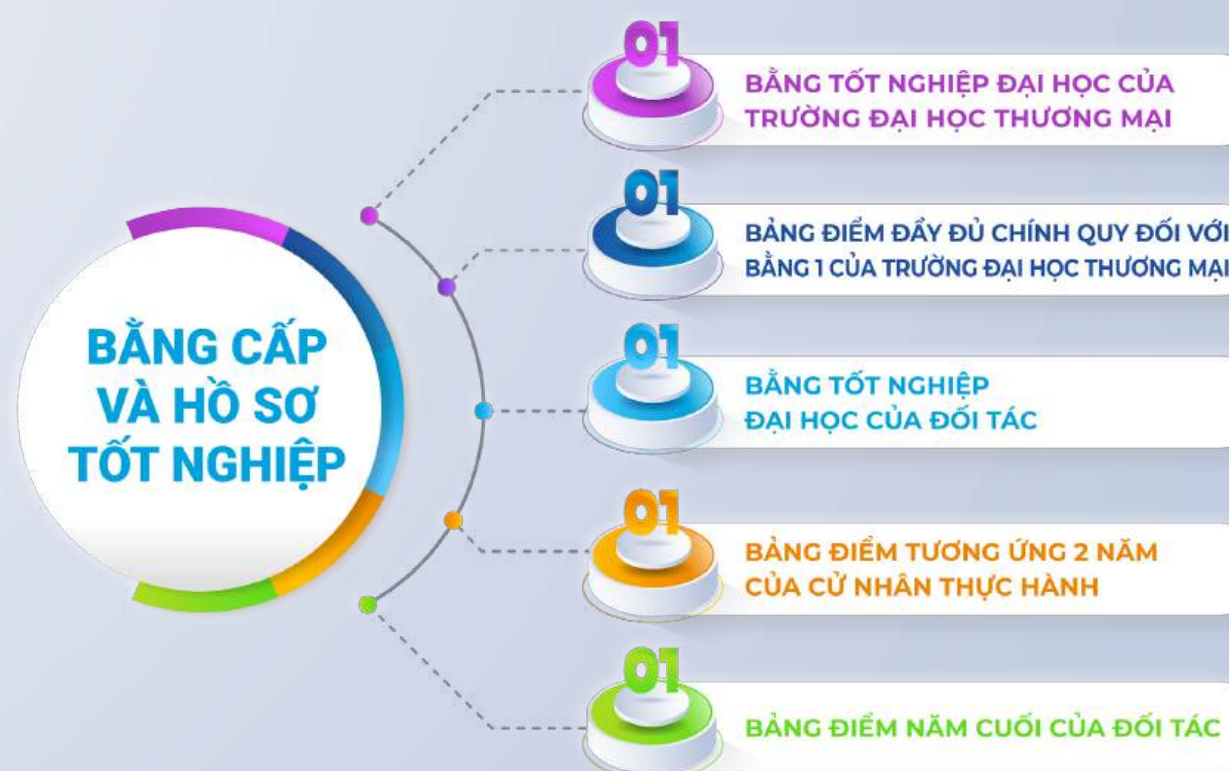 BẰNG CẤP
VÀ HỒ SƠ
TỐT NGHIỆP
01
BẰNG TỐT NGHIỆP ĐẠI HỌC CỦA
TRƯỜNG ĐẠI HỌC THƯƠNG MẠI
01
BẢNG ĐIỂM ĐẦY ĐỦ CHÍNH QUY ĐỐI VỚI
BẰNG 1 CỦA TRƯỜNG ĐẠI HỌC THƯƠNG MẠI
01
BẰNG TỐT NGHIỆP
ĐẠI HỌC CỦA ĐỐI TÁC
01
BẢNG ĐIỂM TƯƠNG ỨNG 2 NĂM
CỦA CỬ NHÂN THỰC HÀNH
01
BẢNG ĐIỂM NĂM CUỐI CỦA ĐỐI TÁC